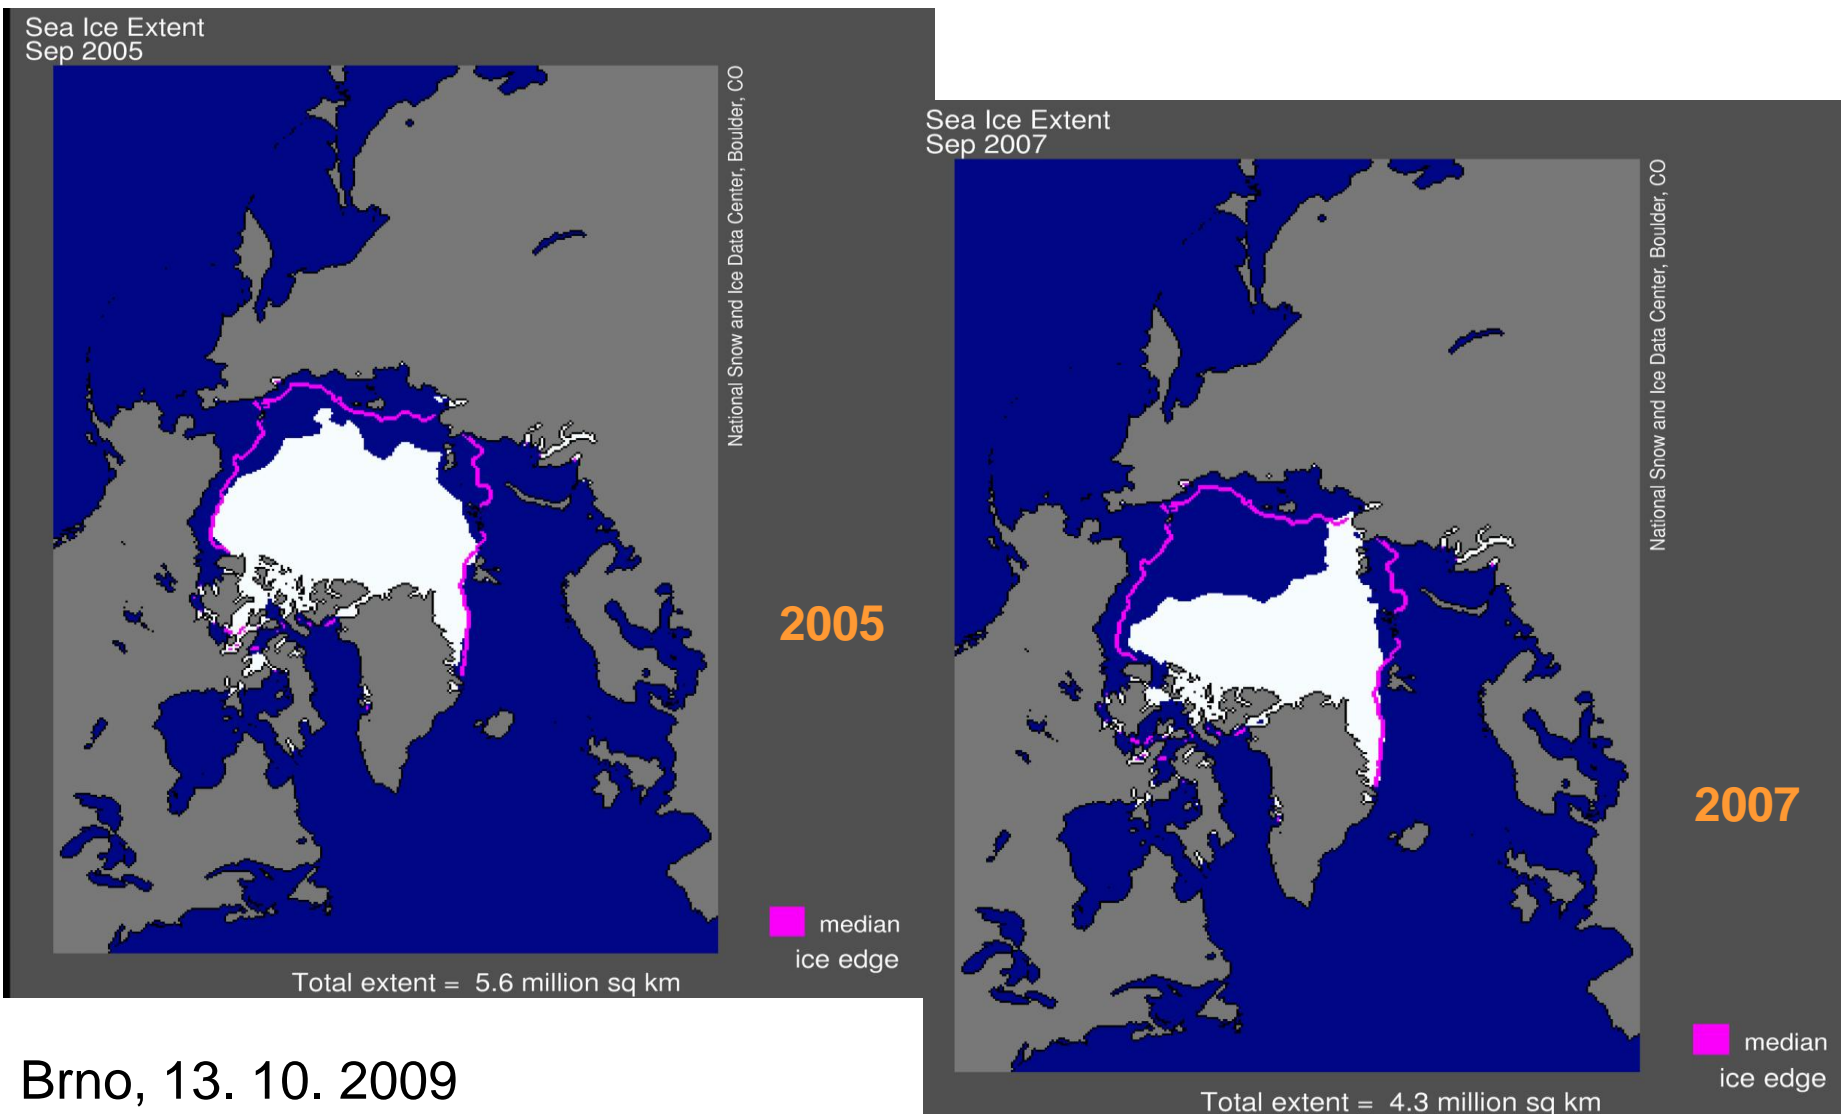 Sea Ice Extent
Sep 2005
National Snow and Ice Data Center, Boulder, CO
2005
median
ice edge
Total extent = 5.6 million sq km
Sea Ice Extent
Sep 2007
National Snow and Ice Data Center, Boulder, CO
2007
median
ice edge
Total extent = 4.3 million sq km
Brno, 13. 10. 2009